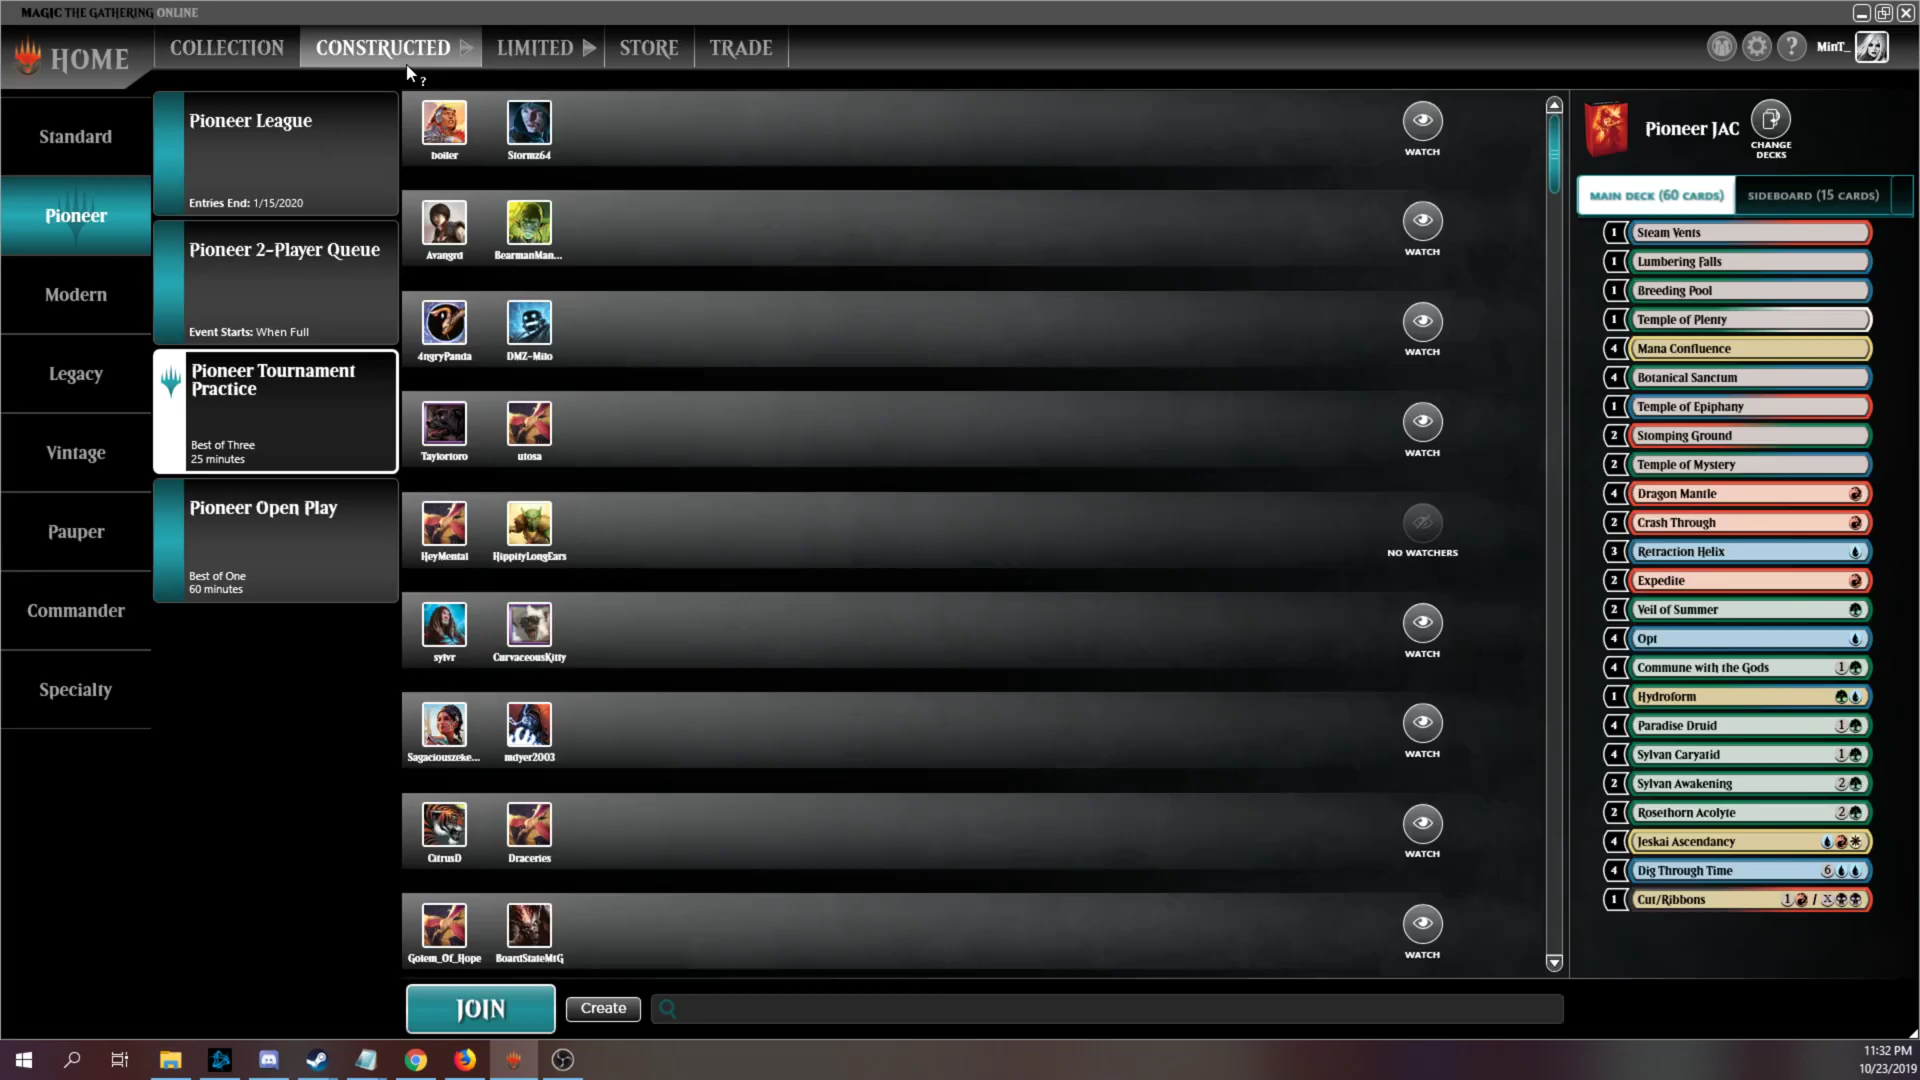 MAGIC THE GATHERING ONLINE
HOME
COLLECTION
CONSTRUCTED
LIMITED
STORE
TRADE
?
MinT_
Standard
Pioneer
Modern
Legacy
Vintage
Pauper
Commander
Specialty
Pioneer League
Entries End: 1/15/2020
Pioneer 2-Player Queue
Event Starts: When Full
Pioneer Tournament
Practice
Best of Three
25 minutes
Pioneer Open Play
Best of One
60 minutes
boiler
Stormz64
WATCH
Avangrd
BearmanMan...
WATCH
4ngryPanda
DMZ-Milo
WATCH
Taylortoro
utosa
WATCH
HeyMental
HippityLongEars
NO WATCHERS
sylvr
CurvaceousKitty
WATCH
Sagaciouszeke...
mdyer2003
WATCH
CitrusD
Draceries
WATCH
Golem_Of_Hope
BoardStateMtG
WATCH
JOIN
Create
Pioneer JAC
CHANGE
DECKS
MAIN DECK (60 CARDS)
SIDEBOARD (15 CARDS)
1 Steam Vents
1 Lumbering Falls
1 Breeding Pool
1 Temple of Plenty
4 Mana Confluence
4 Botanical Sanctum
1 Temple of Epiphany
2 Stomping Ground
2 Temple of Mystery
4 Dragon Mantle
2 Crash Through
3 Retraction Helix
2 Expedite
2 Veil of Summer
4 Opt
4 Commune with the Gods 1
1 Hydroform
4 Paradise Druid 1
4 Sylvan Caryatid 1
2 Sylvan Awakening 2
2 Rosethorn Acolyte 2
4 Jeskai Ascendancy
4 Dig Through Time 6
1 Cut/Ribbons 1 / X
11:32 PM
10/23/2019